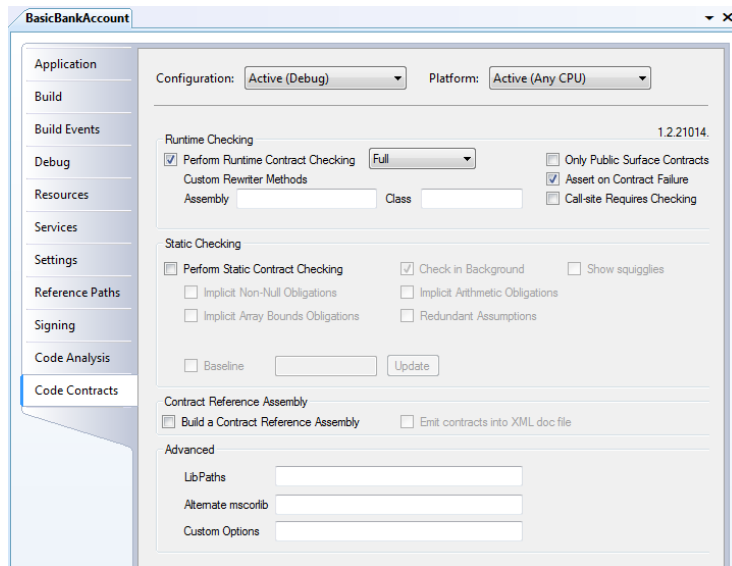 BasicBankAccount
Application
Build
Build Events
Debug
Resources
Services
Settings
Reference Paths
Signing
Code Analysis
Code Contracts
Configuration: Active (Debug) Platform: Active (Any CPU)
1.2.21014.
Runtime Checking
Perform Runtime Contract Checking Full Only Public Surface Contracts
Custom Rewriter Methods Assert on Contract Failure
Assembly Class Call-site Requires Checking
Static Checking
Perform Static Contract Checking Check in Background Show squigglies
Implicit Non-Null Obligations Implicit Arithmetic Obligations
Implicit Array Bounds Obligations Redundant Assumptions
Baseline Update
Contract Reference Assembly
Build a Contract Reference Assembly Emit contracts into XML doc file
Advanced
LibPaths
Alternate mscorlib
Custom Options